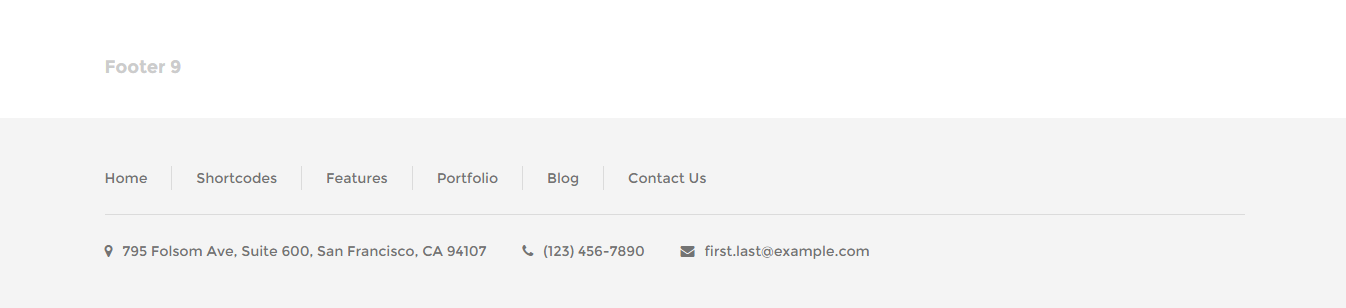 Footer 9
Home Shortcodes Features Portfolio Blog Contact Us
795 Folsom Ave, Suite 600, San Francisco, CA 94107 (123) 456-7890 first.last@example.com